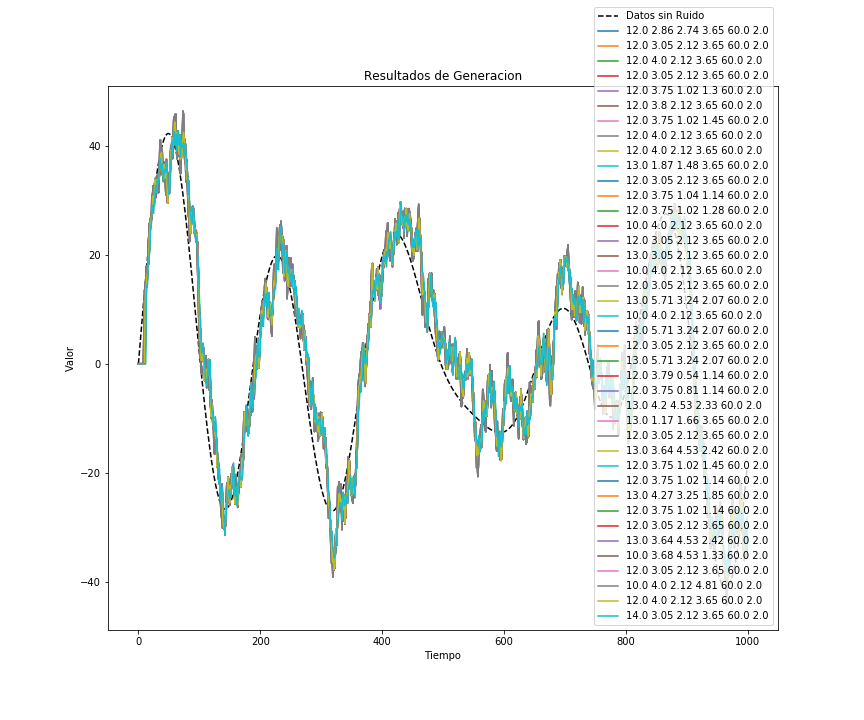 Datos sin Ruido
12.0 2.86 2.74 3.65 60.0 2.0
12.0 3.05 2.12 3.65 60.0 2.0
12.0 4.0 2.12 3.65 60.0 2.0
12.0 3.05 2.12 3.65 60.0 2.0
12.0 3.75 1.02 1.3 60.0 2.0
12.0 3.8 2.12 3.65 60.0 2.0
12.0 3.75 1.02 1.45 60.0 2.0
12.0 4.0 2.12 3.65 60.0 2.0
12.0 4.0 2.12 3.65 60.0 2.0
13.0 1.87 1.48 3.65 60.0 2.0
12.0 3.05 2.12 3.65 60.0 2.0
12.0 3.75 1.04 1.14 60.0 2.0
12.0 3.75 1.02 1.28 60.0 2.0
10.0 4.0 2.12 3.65 60.0 2.0
12.0 3.05 2.12 3.65 60.0 2.0
13.0 3.05 2.12 3.65 60.0 2.0
10.0 4.0 2.12 3.65 60.0 2.0
12.0 3.05 2.12 3.65 60.0 2.0
13.0 5.71 3.24 2.07 60.0 2.0
10.0 4.0 2.12 3.65 60.0 2.0
13.0 5.71 3.24 2.07 60.0 2.0
12.0 3.05 2.12 3.65 60.0 2.0
13.0 5.71 3.24 2.07 60.0 2.0
12.0 3.79 0.54 1.14 60.0 2.0
12.0 3.75 0.81 1.14 60.0 2.0
13.0 4.2 4.53 2.33 60.0 2.0
13.0 1.17 1.66 3.65 60.0 2.0
12.0 3.05 2.12 3.65 60.0 2.0
13.0 3.64 4.53 2.42 60.0 2.0
12.0 3.75 1.02 1.45 60.0 2.0
12.0 3.75 1.02 1.14 60.0 2.0
13.0 4.27 3.25 1.85 60.0 2.0
12.0 3.75 1.02 1.14 60.0 2.0
12.0 3.05 2.12 3.65 60.0 2.0
13.0 3.64 4.53 2.42 60.0 2.0
10.0 3.68 4.53 1.33 60.0 2.0
12.0 3.05 2.12 3.65 60.0 2.0
10.0 4.0 2.12 4.81 60.0 2.0
12.0 4.0 2.12 3.65 60.0 2.0
14.0 3.05 2.12 3.65 60.0 2.0
Resultados de Generacion
Valor
40
20
0
−20
−40
0 200 400 600 800 1000
Tiempo